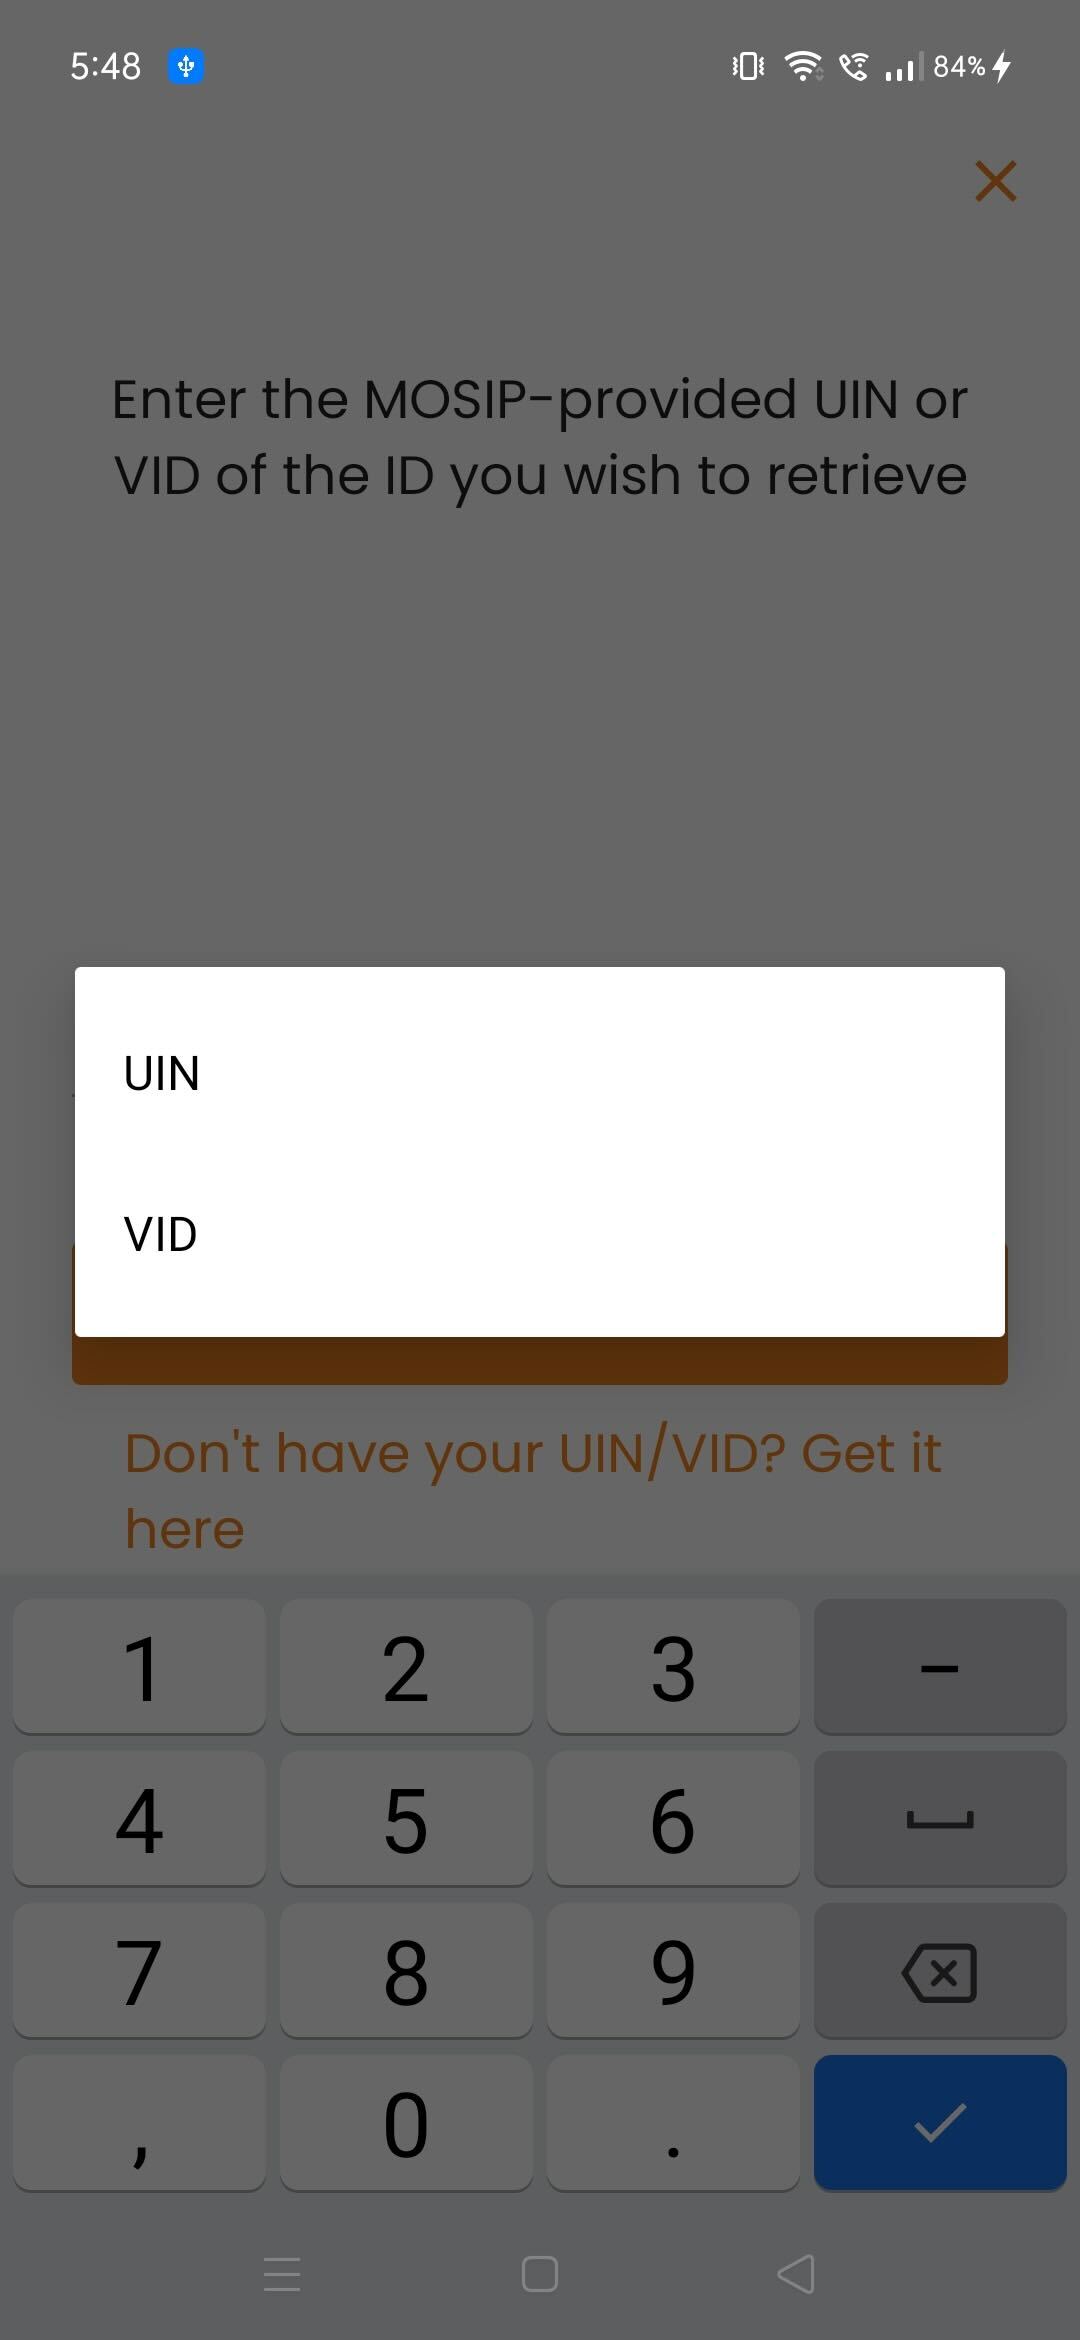 5:48
84%
Enter the MOSIP-provided UIN or
VID of the ID you wish to retrieve
UIN
VID
Don't have your UIN/VID? Get it
here
1 2 3 -
4 5 6
7 8 9
, 0 .